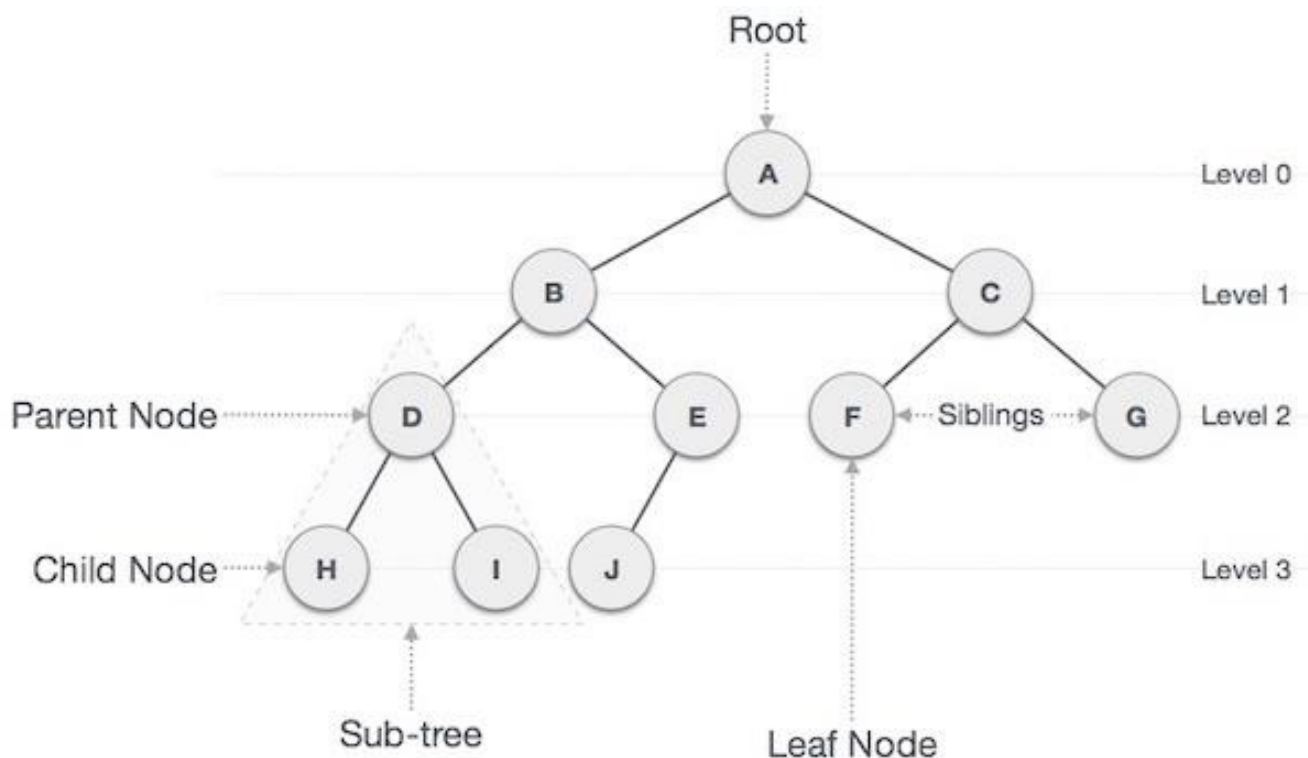 Root
A
Level 0
B
C
Level 1
Parent Node
D
E
F
Siblings
G
Level 2
Child Node
H
I
J
Level 3
Sub-tree
Leaf Node